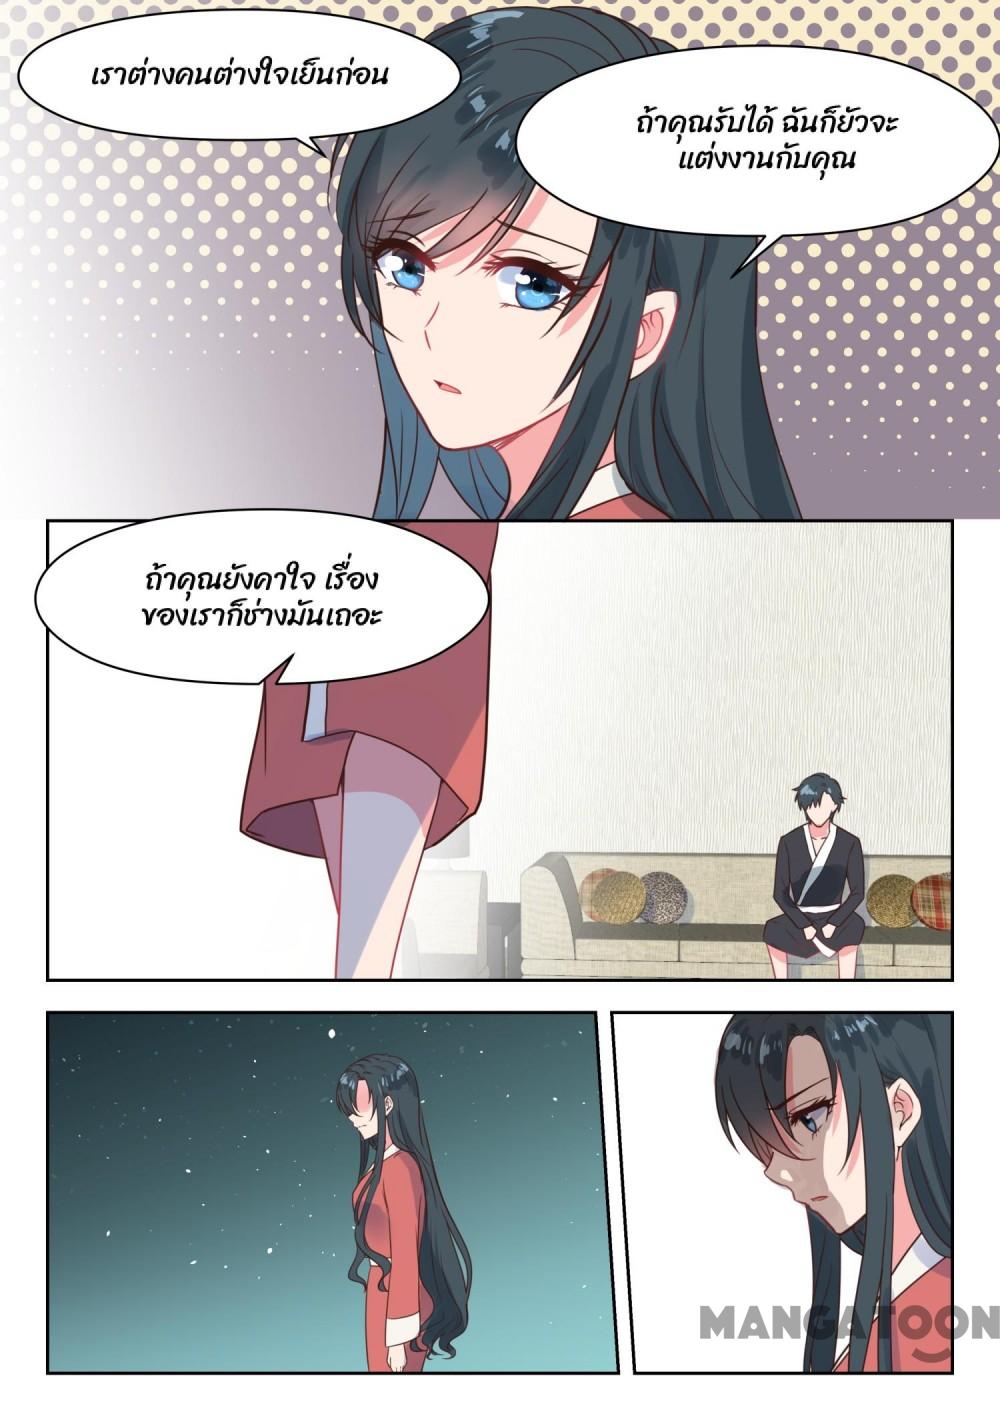 เราต่างคนต่างใจเย็นก่อน
ถ้าคุณรับได้ ฉันก็ยัวจะ
แต่งงานกับคุณ
ถ้าคุณยังคาใจ เรื่อง
ของเราก็ช่างมันเถอะ
MANGATOON